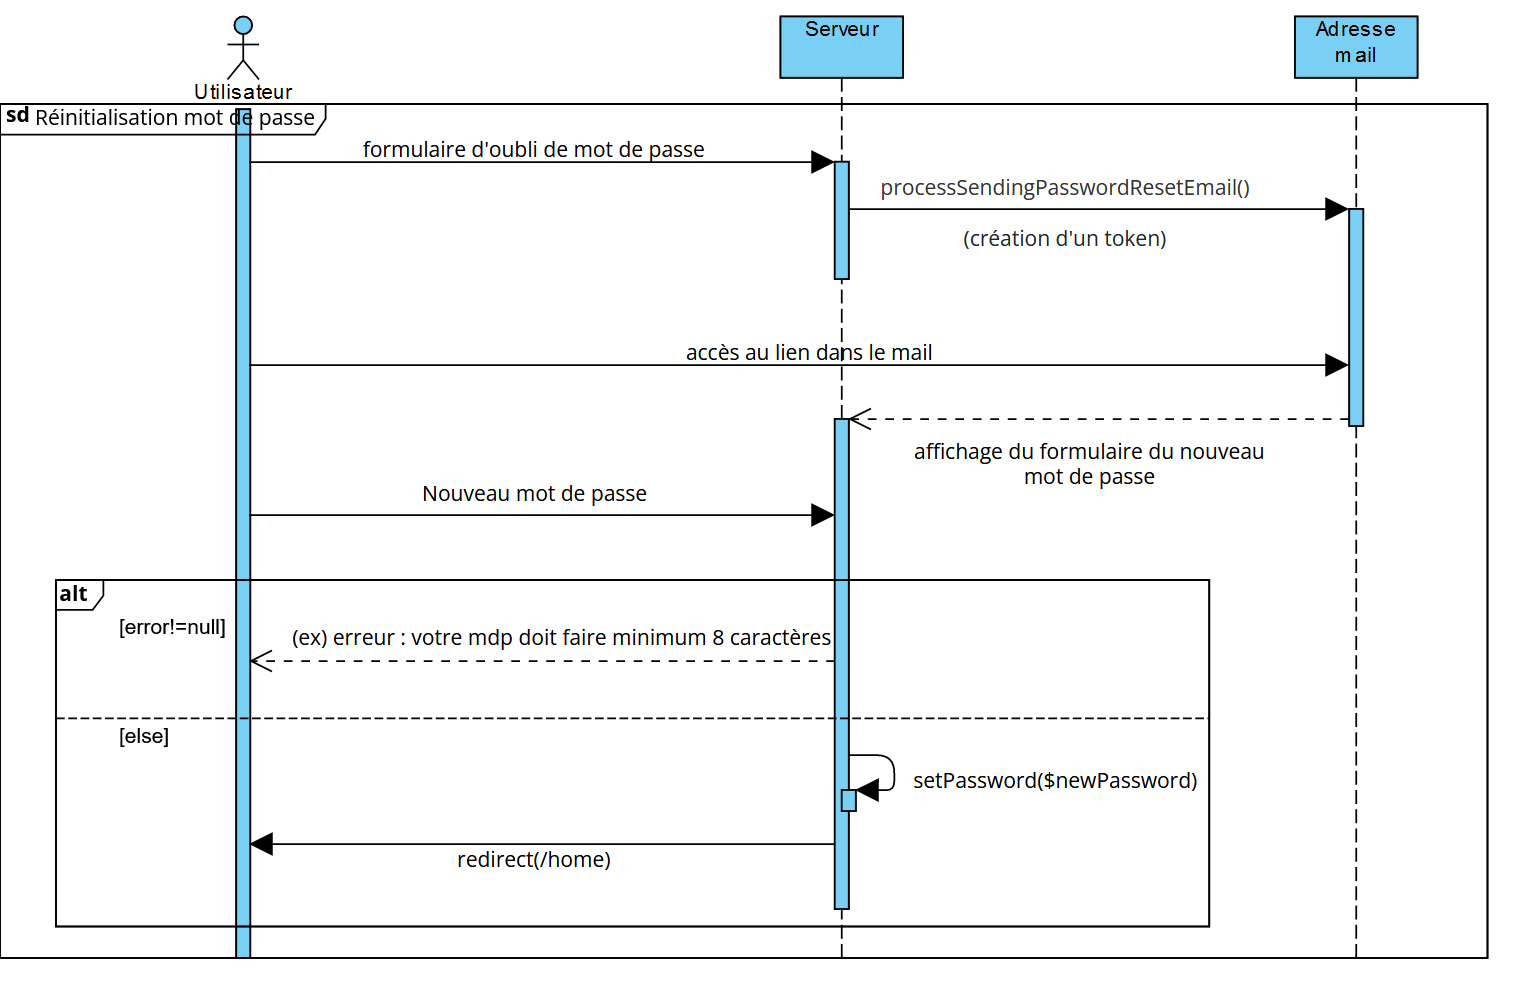 Utilisateur
Serveur
Adresse
mail
sd Réinitialisation mot de passe
formulaire d'oubli de mot de passe
processSendingPasswordResetEmail()
(création d'un token)
accès au lien dans le mail
affichage du formulaire du nouveau
mot de passe
Nouveau mot de passe
alt
[error!=null]
(ex) erreur : votre mdp doit faire minimum 8 caractères
[else]
setPassword($newPassword)
redirect(/home)